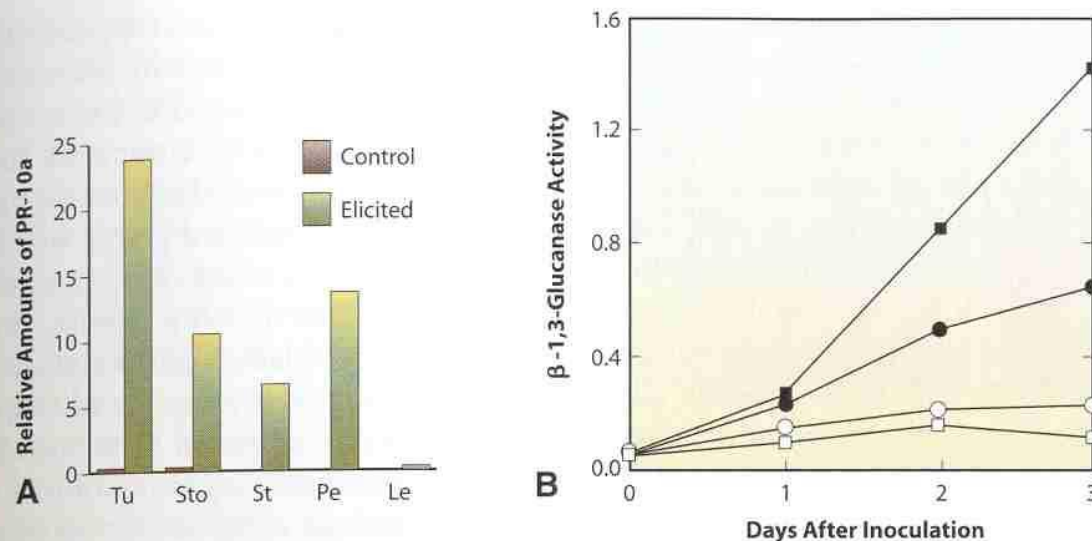 Relative Amounts of PR-10a
25
20
15
10
5
0
Control
Elicited
Tu Sto St Pe Le
A
β-1,3-Glucanase Activity
1.6
1.2
0.8
0.4
0.0
0 1 2 3
Days After Inoculation
B